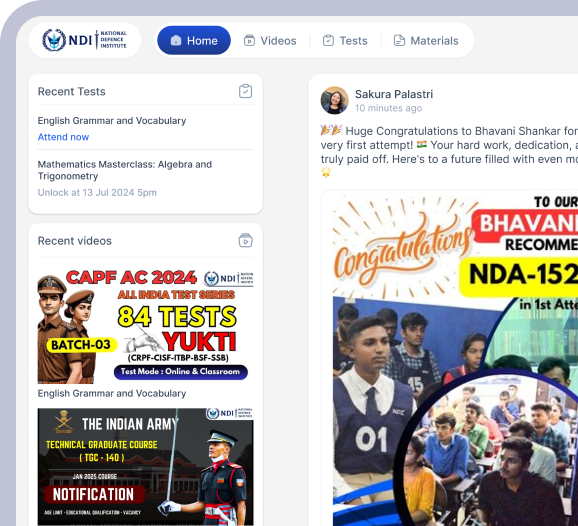 NDI NATIONAL
DEFENCE
INSTITUTE
Home
Videos
Tests
Materials
Recent Tests
English Grammar and Vocabulary
Attend now
Mathematics Masterclass: Algebra and
Trigonometry
Unlock at 13 Jul 2024 5pm
Recent videos
CAPF AC 2024
NDI
ALL INDIA TEST SERIES
84 TESTS
BATCH-03
YUKTI
(CRPF-CISF-ITBP-BSF-SSB)
Test Mode : Online & Classroom
English Grammar and Vocabulary
NDI
THE INDIAN ARMY
TECHNICAL GRADUATE COURSE
( TGC - 140 )
JAN 2025 COURSE
NOTIFICATION
AGE LIMIT - EDUCATIONAL QUALIFICATION - VACANCY
Sakura Palastri
10 minutes ago
🎉🎉 Huge Congratulations to Bhavani Shankar for
very first attempt! 🇮🇳 Your hard work, dedication, a
truly paid off. Here's to a future filled with even mo
🌟
Congratulations
TO OUR
BHAVANI
RECOMME
NDA-152
in 1st Atte
NDI
01
15